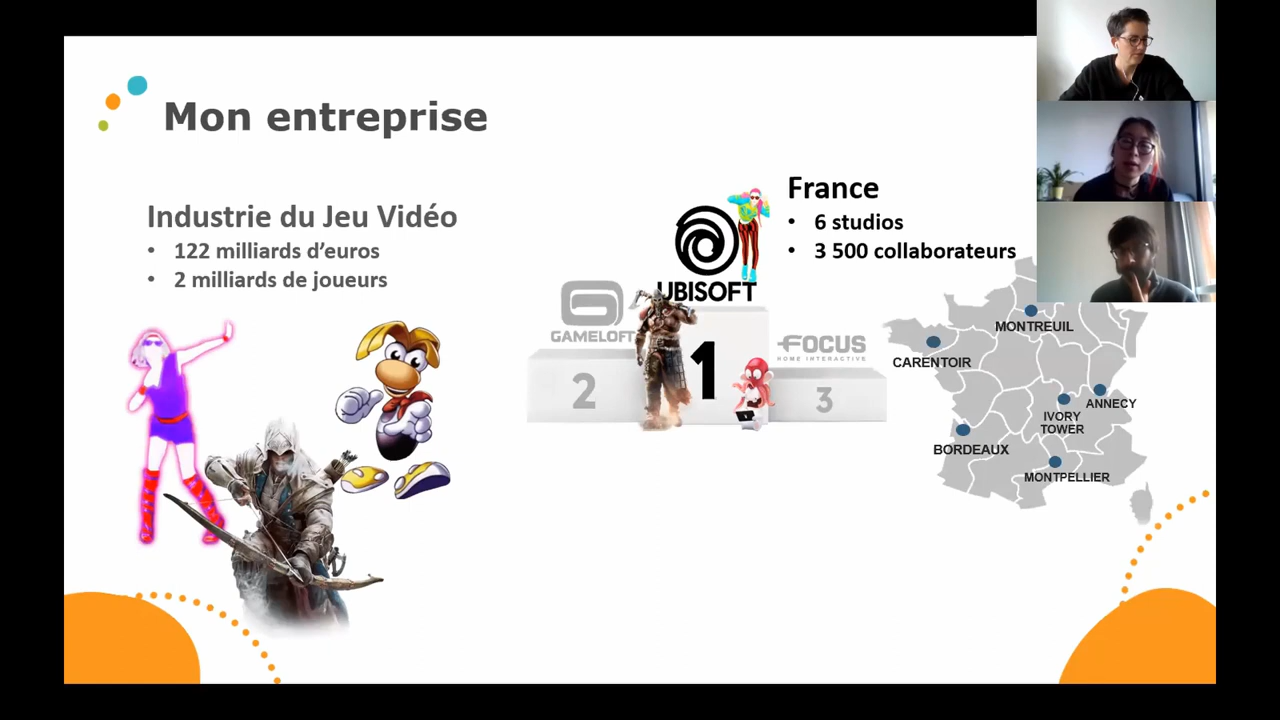 Mon entreprise
Industrie du Jeu Vidéo
• 122 milliards d’euros
• 2 milliards de joueurs
France
• 6 studios
• 3 500 collaborateurs
UBISOFT
GAMELOFT
FOCUS
HOME INTERACTIVE
1
2
3
MONTREUIL
CARENTOIR
ANNECY
IVORY
TOWER
BORDEAUX
MONTPELLIER